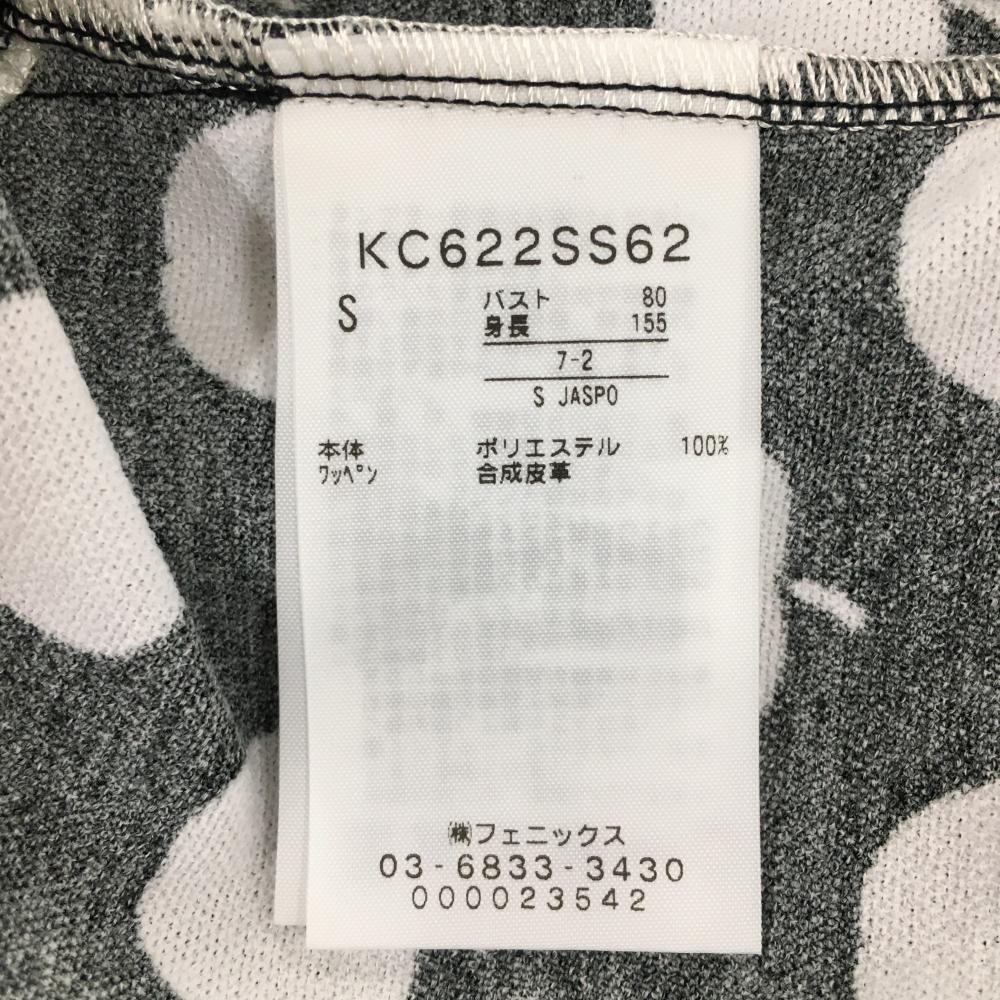 KC622SS62
S バスト 80
身長 155
7-2
S JASPO
本体 ポリエステル 100%
ﾜｯﾍﾟﾝ 合成皮革
㈱フェニックス
03-6833-3430
000023542